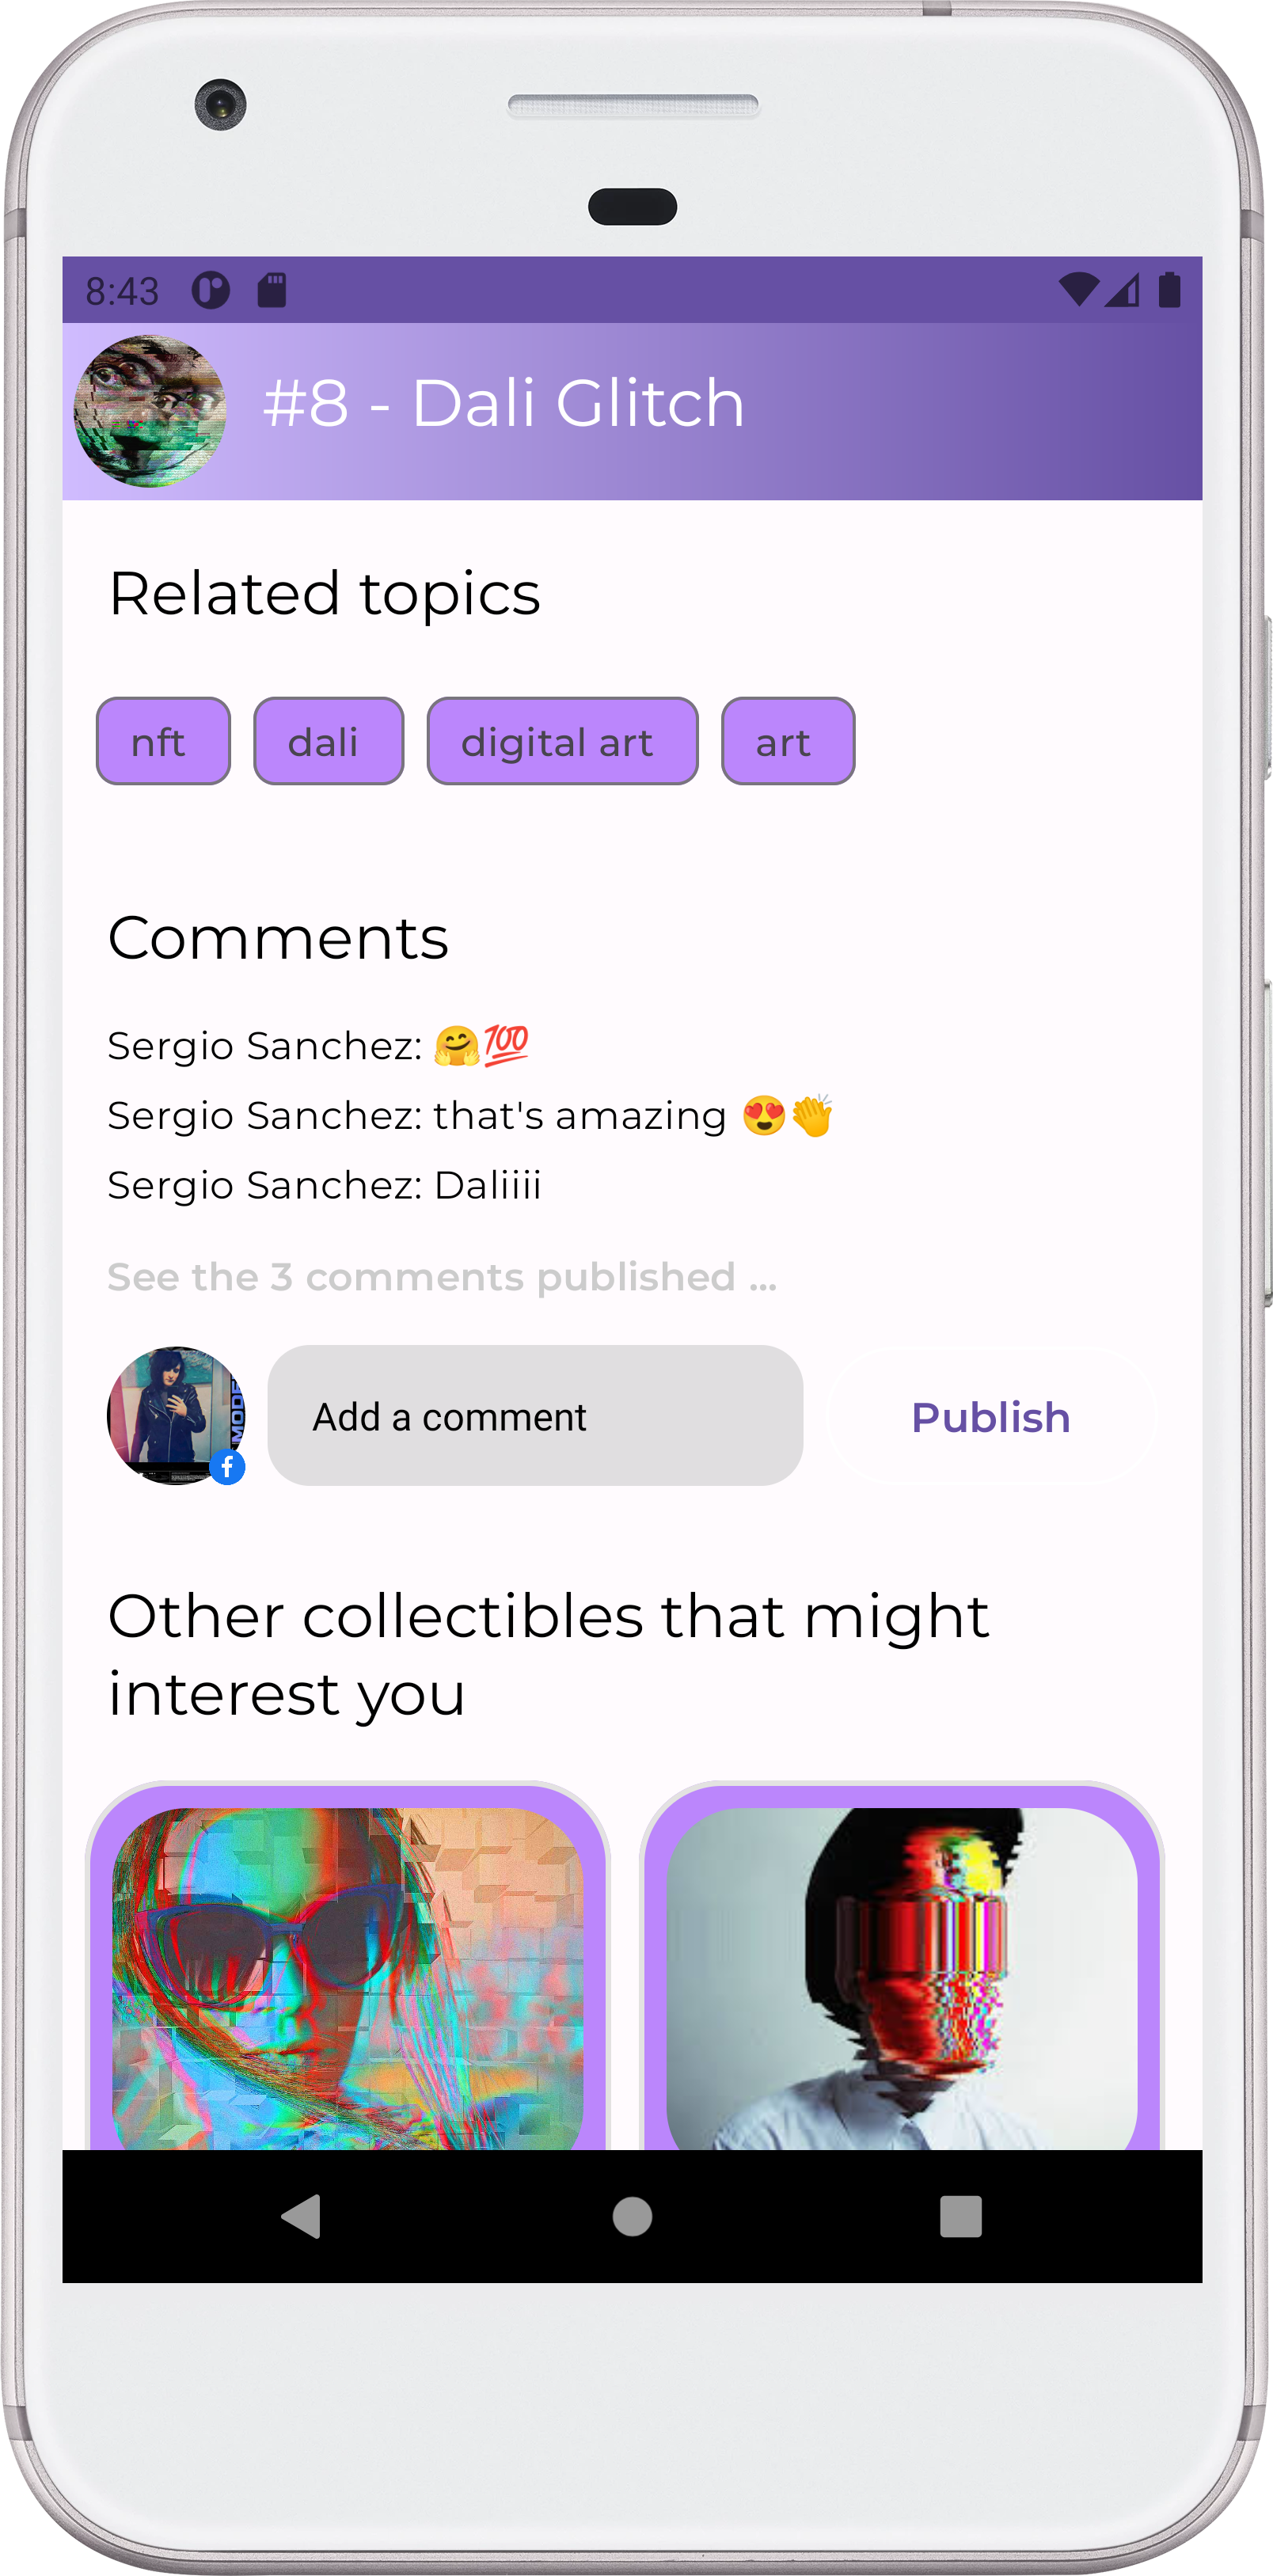 8:43
#8 - Dali Glitch
Related topics
nft dali digital art art
Comments
Sergio Sanchez: 🤗💯
Sergio Sanchez: that's amazing 😍👏
Sergio Sanchez: Daliiii
See the 3 comments published ...
MODE
Add a comment
Publish
Other collectibles that might
interest you